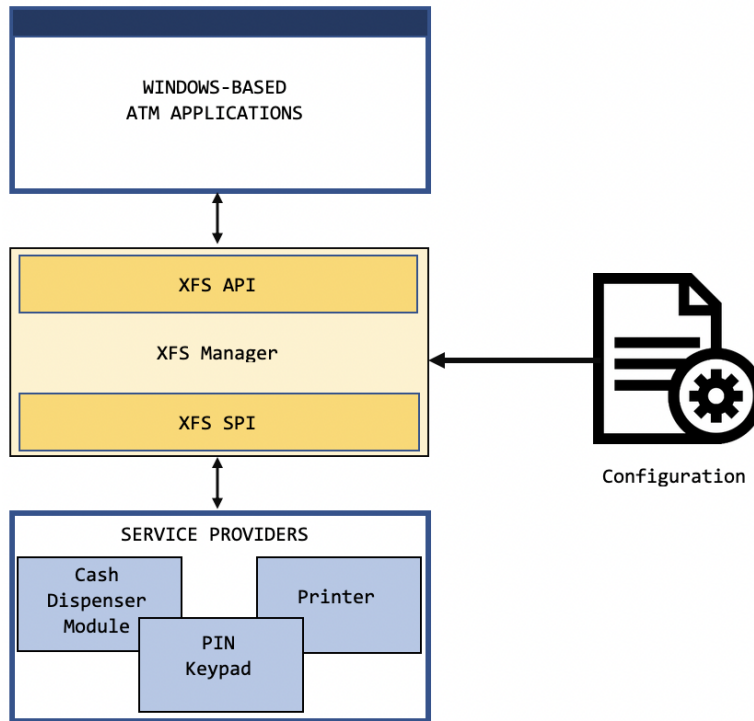 WINDOWS-BASED
ATM APPLICATIONS
XFS API
XFS Manager
XFS SPI
Configuration
SERVICE PROVIDERS
Cash
Dispenser
Module
Printer
PIN
Keypad